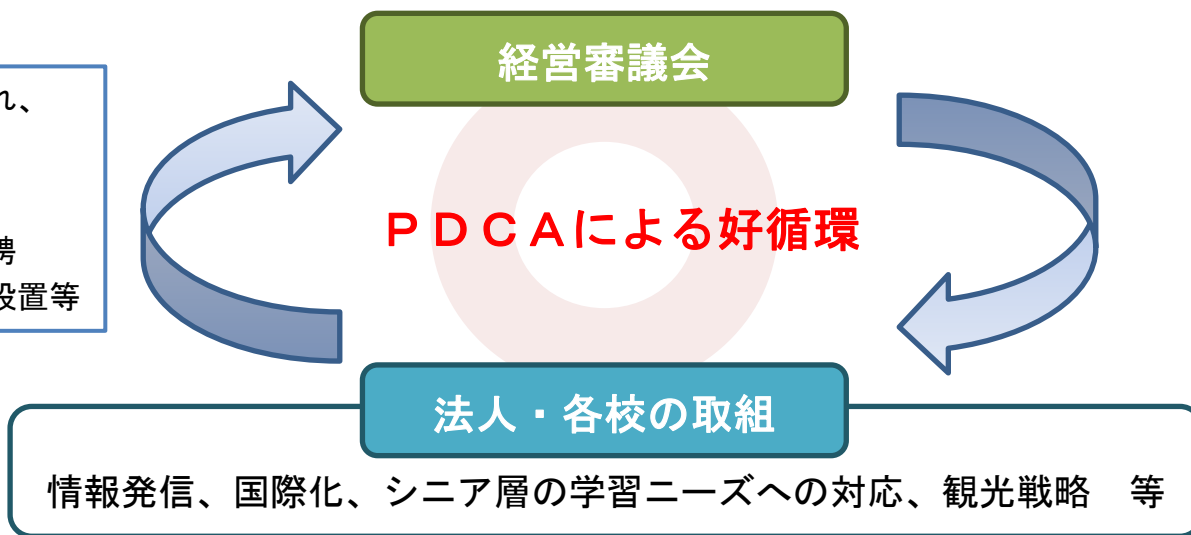 経営審議会
れ、
ＰＤＣＡによる好循環
聘
設置等
法人・各校の取組
情報発信、国際化、シニア層の学習ニーズへの対応、観光戦略　等